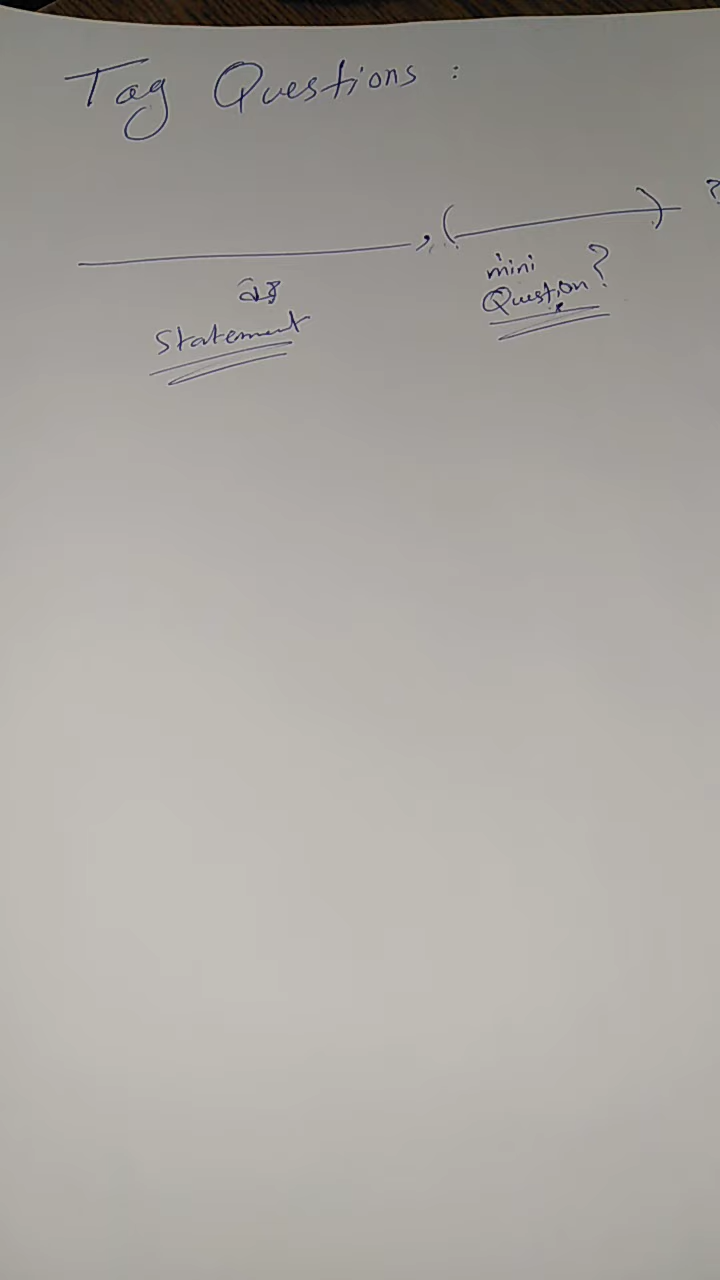 Tag Questions :
, ( ) ?
mini
Question?
Statement